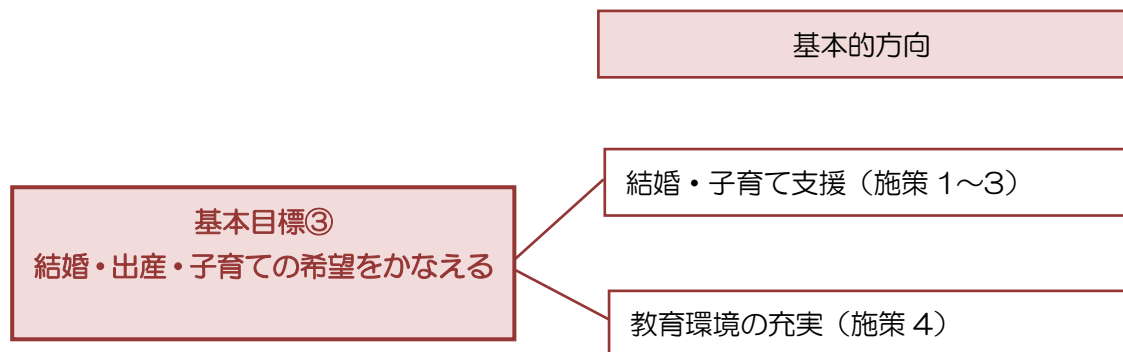 基本的方向
結婚・子育て支援（施策 1～3）
基本目標③
結婚・出産・子育ての希望をかなえる
教育環境の充実（施策 4）